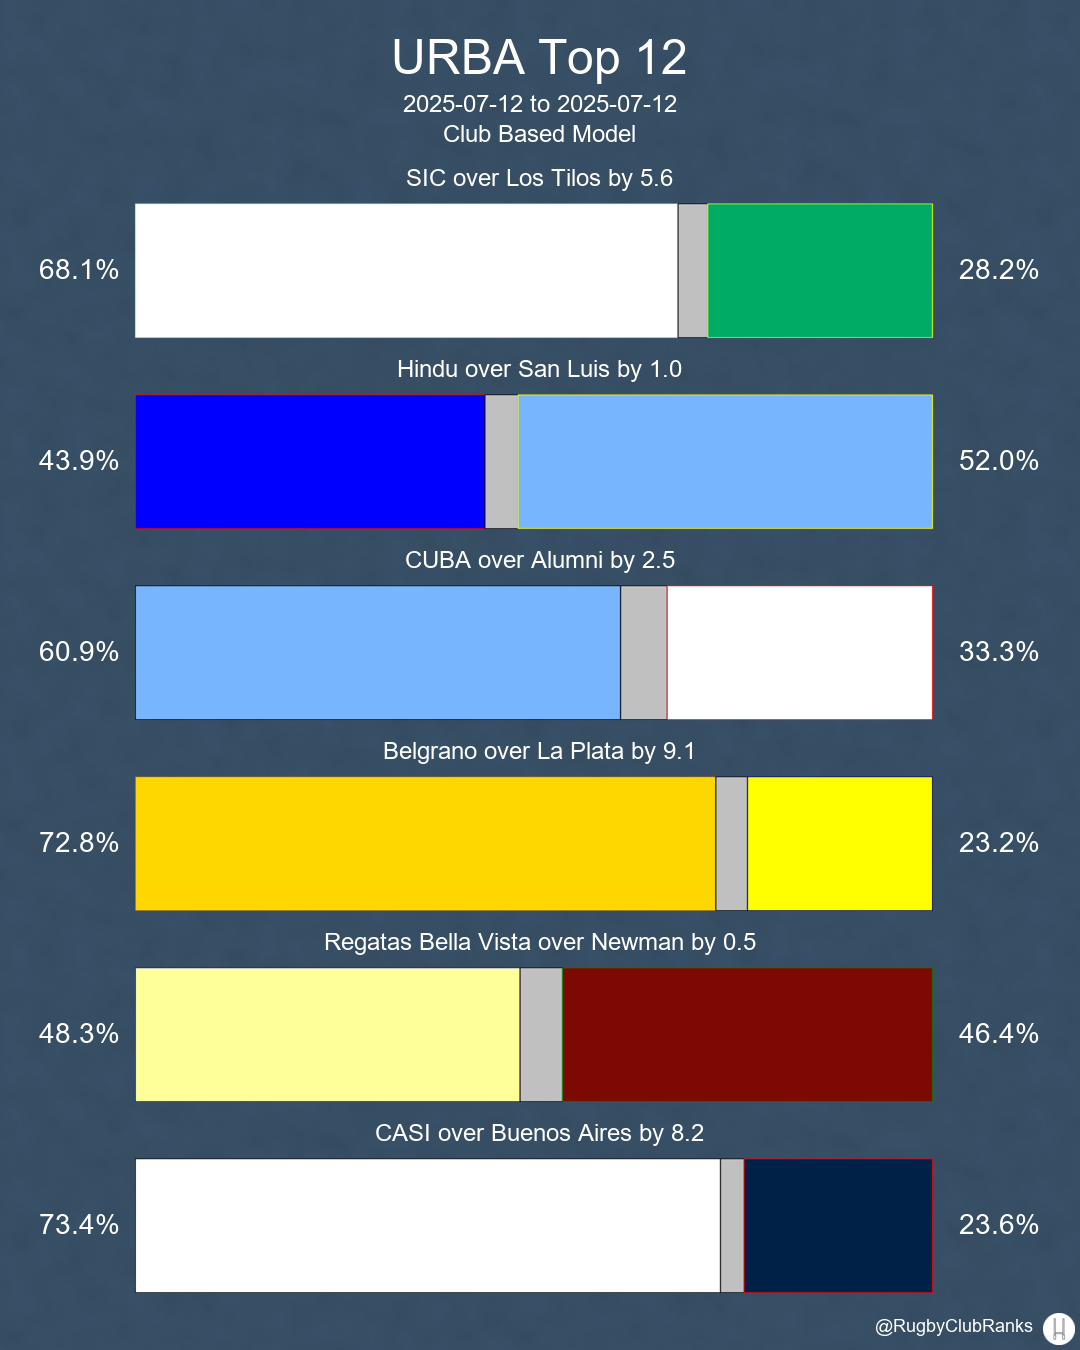 URBA Top 12
2025-07-12 to 2025-07-12
Club Based Model
SIC over Los Tilos by 5.6
68.1% 28.2%
Hindu over San Luis by 1.0
43.9% 52.0%
CUBA over Alumni by 2.5
60.9% 33.3%
Belgrano over La Plata by 9.1
72.8% 23.2%
Regatas Bella Vista over Newman by 0.5
48.3% 46.4%
CASI over Buenos Aires by 8.2
73.4% 23.6%
@RugbyClubRanks